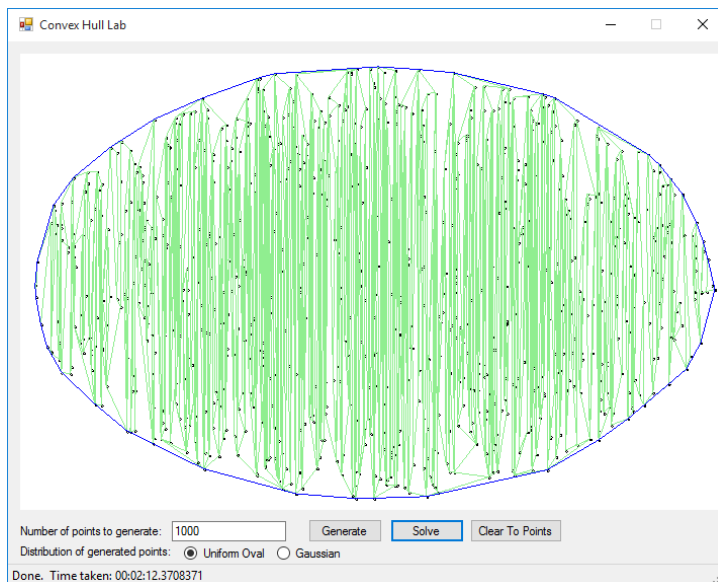 Convex Hull Lab
Number of points to generate: 1000 Generate Solve Clear To Points
Distribution of generated points: Uniform Oval Gaussian
Done. Time taken: 00:02:12.3708371